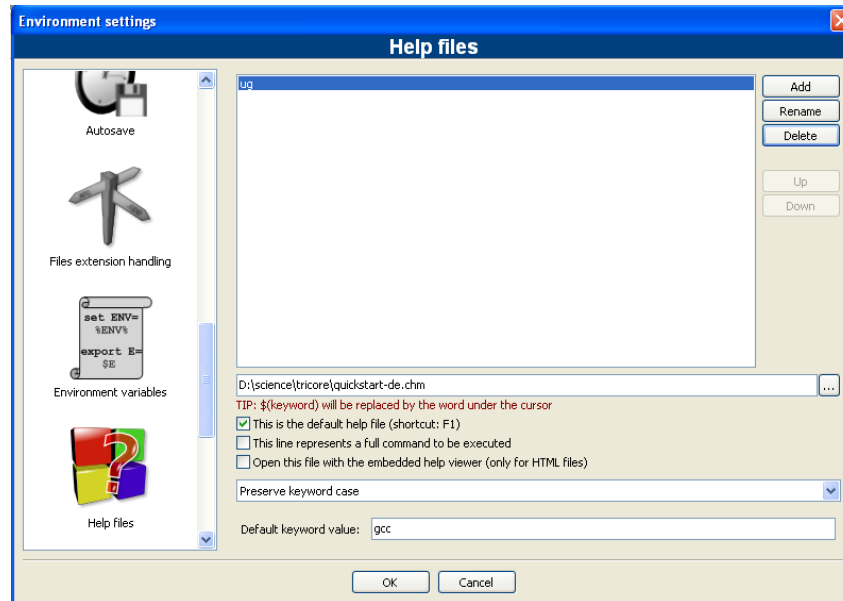 Environment settings
Help files
Autosave
Files extension handling
set ENV=
%ENV%
export E=
$E
Environment variables
Help files
ug
Add
Rename
Delete
Up
Down
D:\science\tricore\quickstart-de.chm
...
TIP: $(keyword) will be replaced by the word under the cursor
This is the default help file (shortcut: F1)
This line represents a full command to be executed
Open this file with the embedded help viewer (only for HTML files)
Preserve keyword case
Default keyword value: gcc
OK Cancel